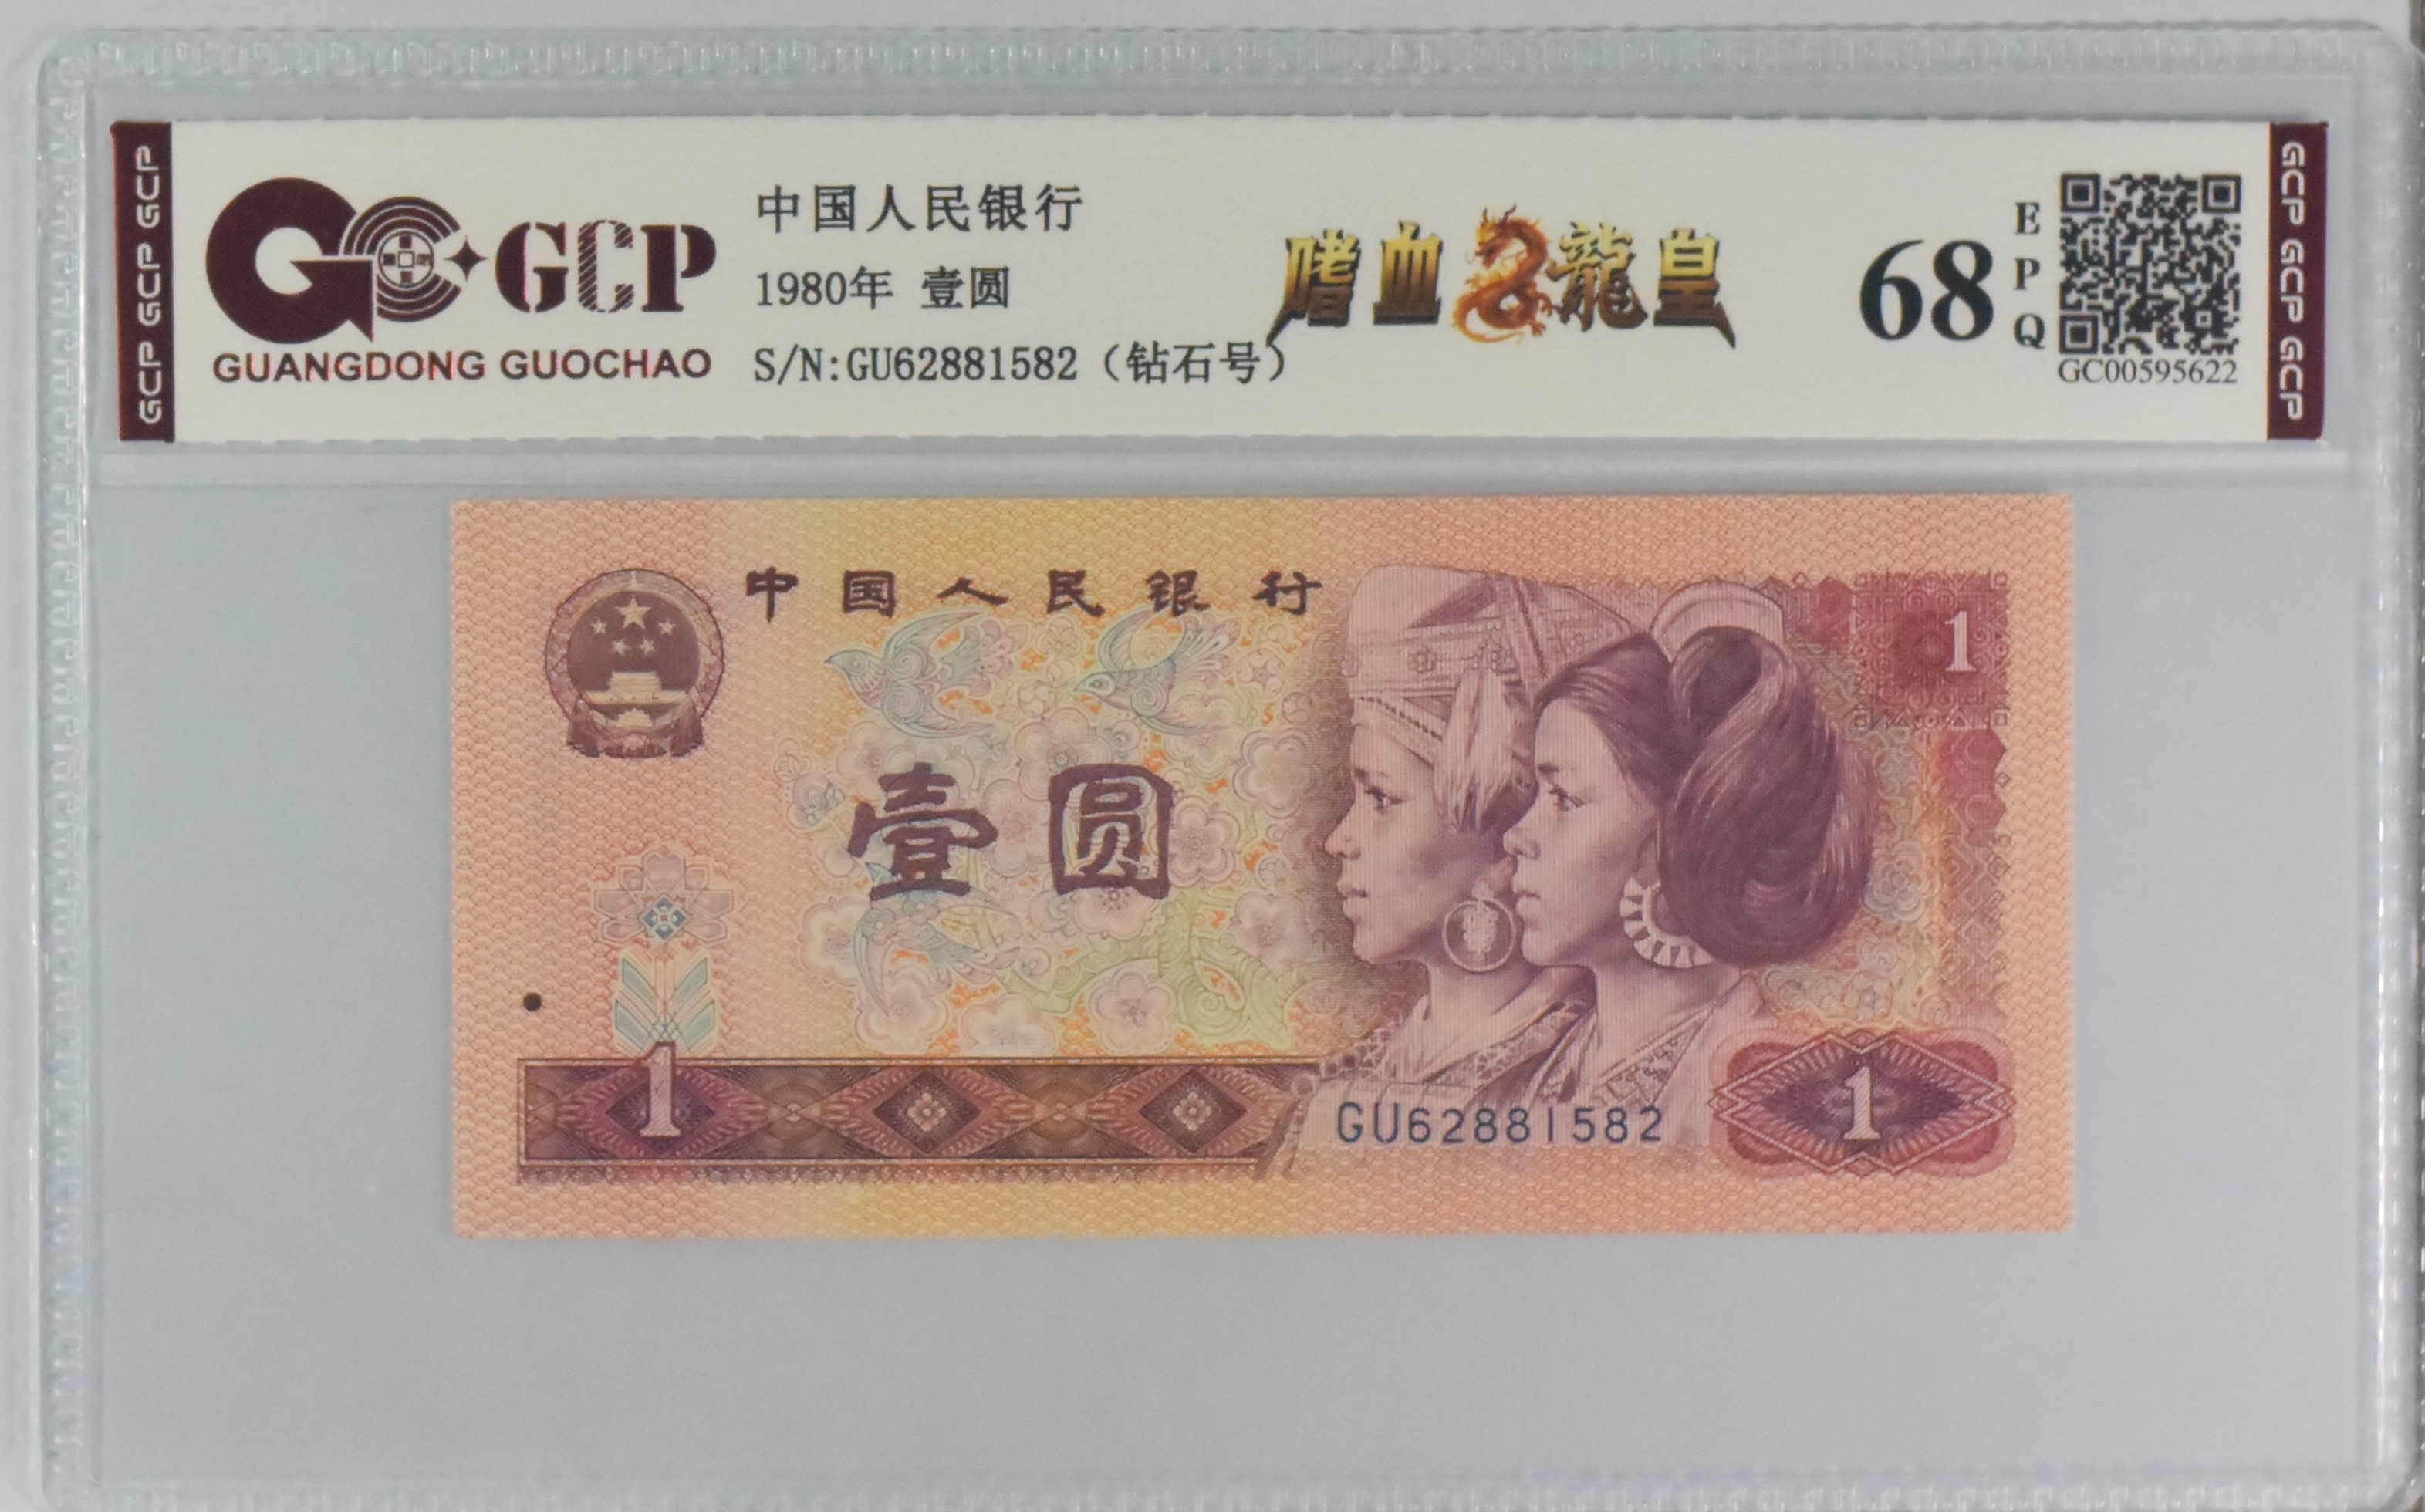 GCP GCP GCP
GCP
GUANGDONG GUOCHAO
中国人民银行
1980年 壹圆
S/N:GU62881582（钻石号）
嗜血龍皇
68
EPQ
GC00595622
GCP GCP GCP
中国人民银行
1
壹圆
1
GU62881582
1